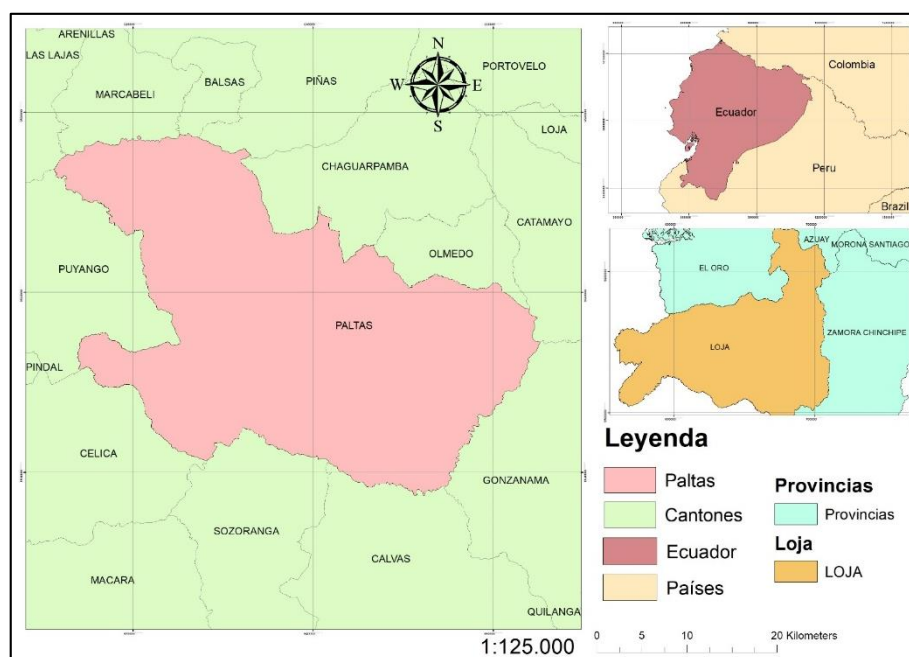 ARENILLAS
LAS LAJAS
BALSAS
PIÑAS
PORTOVELO
MARCABELI
LOJA
CHAGUARPAMBA
CATAMAYO
OLMEDO
PUYANGO
PALTAS
PINDAL
CELICA
GONZANAMA
SOZORANGA
CALVAS
MACARA
QUILANGA
N
W
E
S
1:125.000
Colombia
Ecuador
Peru
Brazil
AZUAY
MORONA SANTIAGO
EL ORO
ZAMORA CHINCHIPE
LOJA
Leyenda
Paltas
Cantones
Ecuador
Países
Provincias
Provincias
Loja
LOJA
0 5 10 20 Kilometers